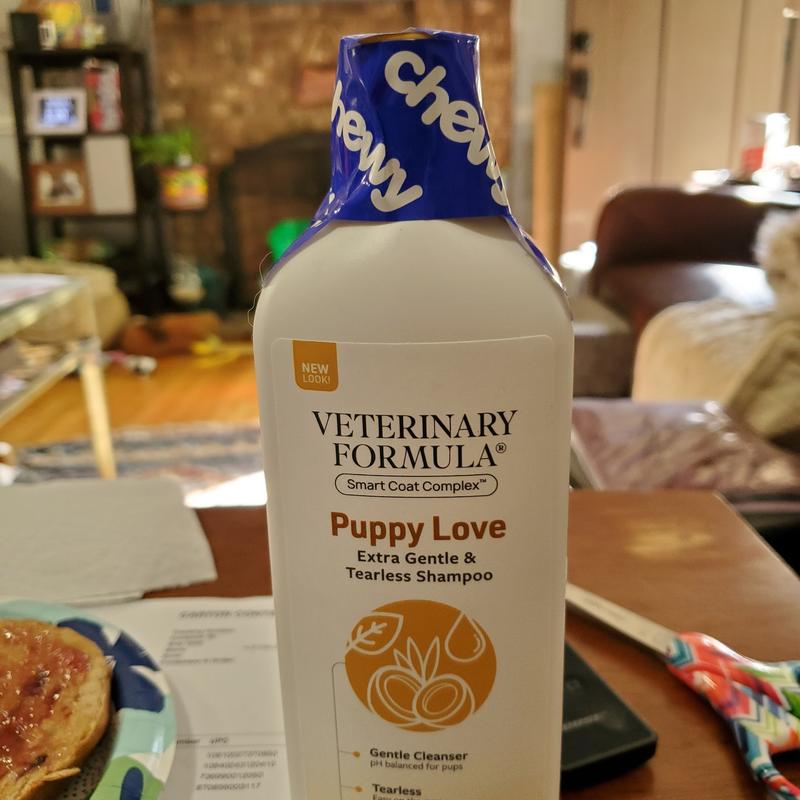 chewy
hewy
NEW
LOOK!
VETERINARY
FORMULA®
Smart Coat Complex™
Puppy Love
Extra Gentle &
Tearless Shampoo
Gentle Cleanser
pH balanced for pups
Tearless